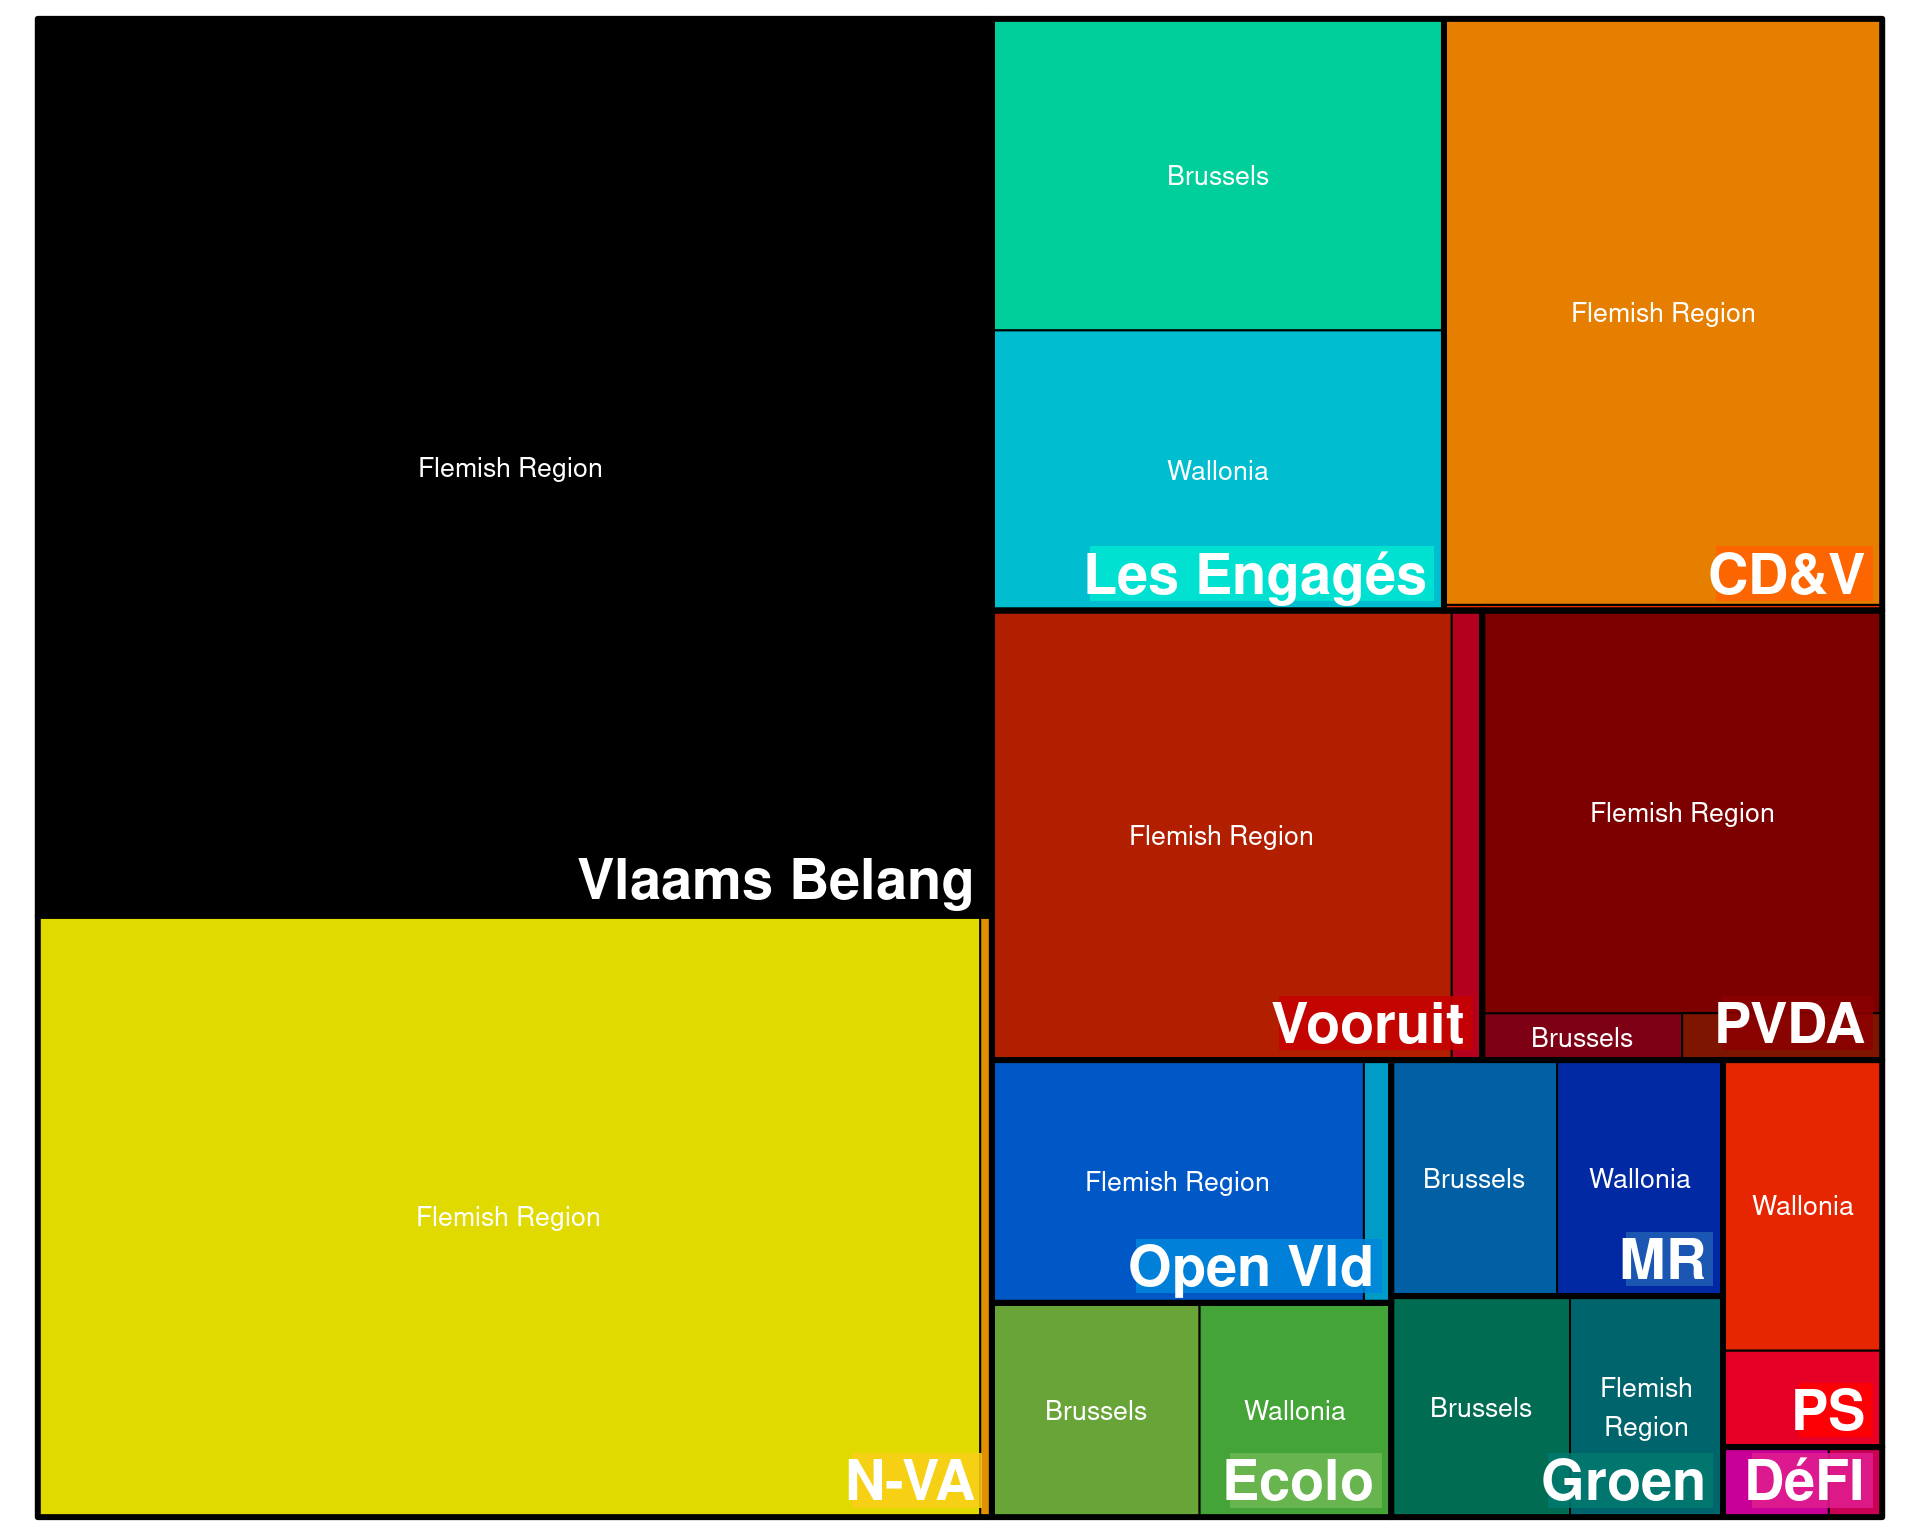 Flemish Region
Vlaams Belang
Flemish Region
N-VA
Brussels
Wallonia
Les Engagés
Flemish Region
CD&V
Flemish Region
Vooruit
Flemish Region
Brussels
PVDA
Flemish Region
Open Vld
Brussels
Wallonia
MR
Wallonia
PS
Brussels
Wallonia
Ecolo
Brussels
Flemish
Region
Groen
DéFI